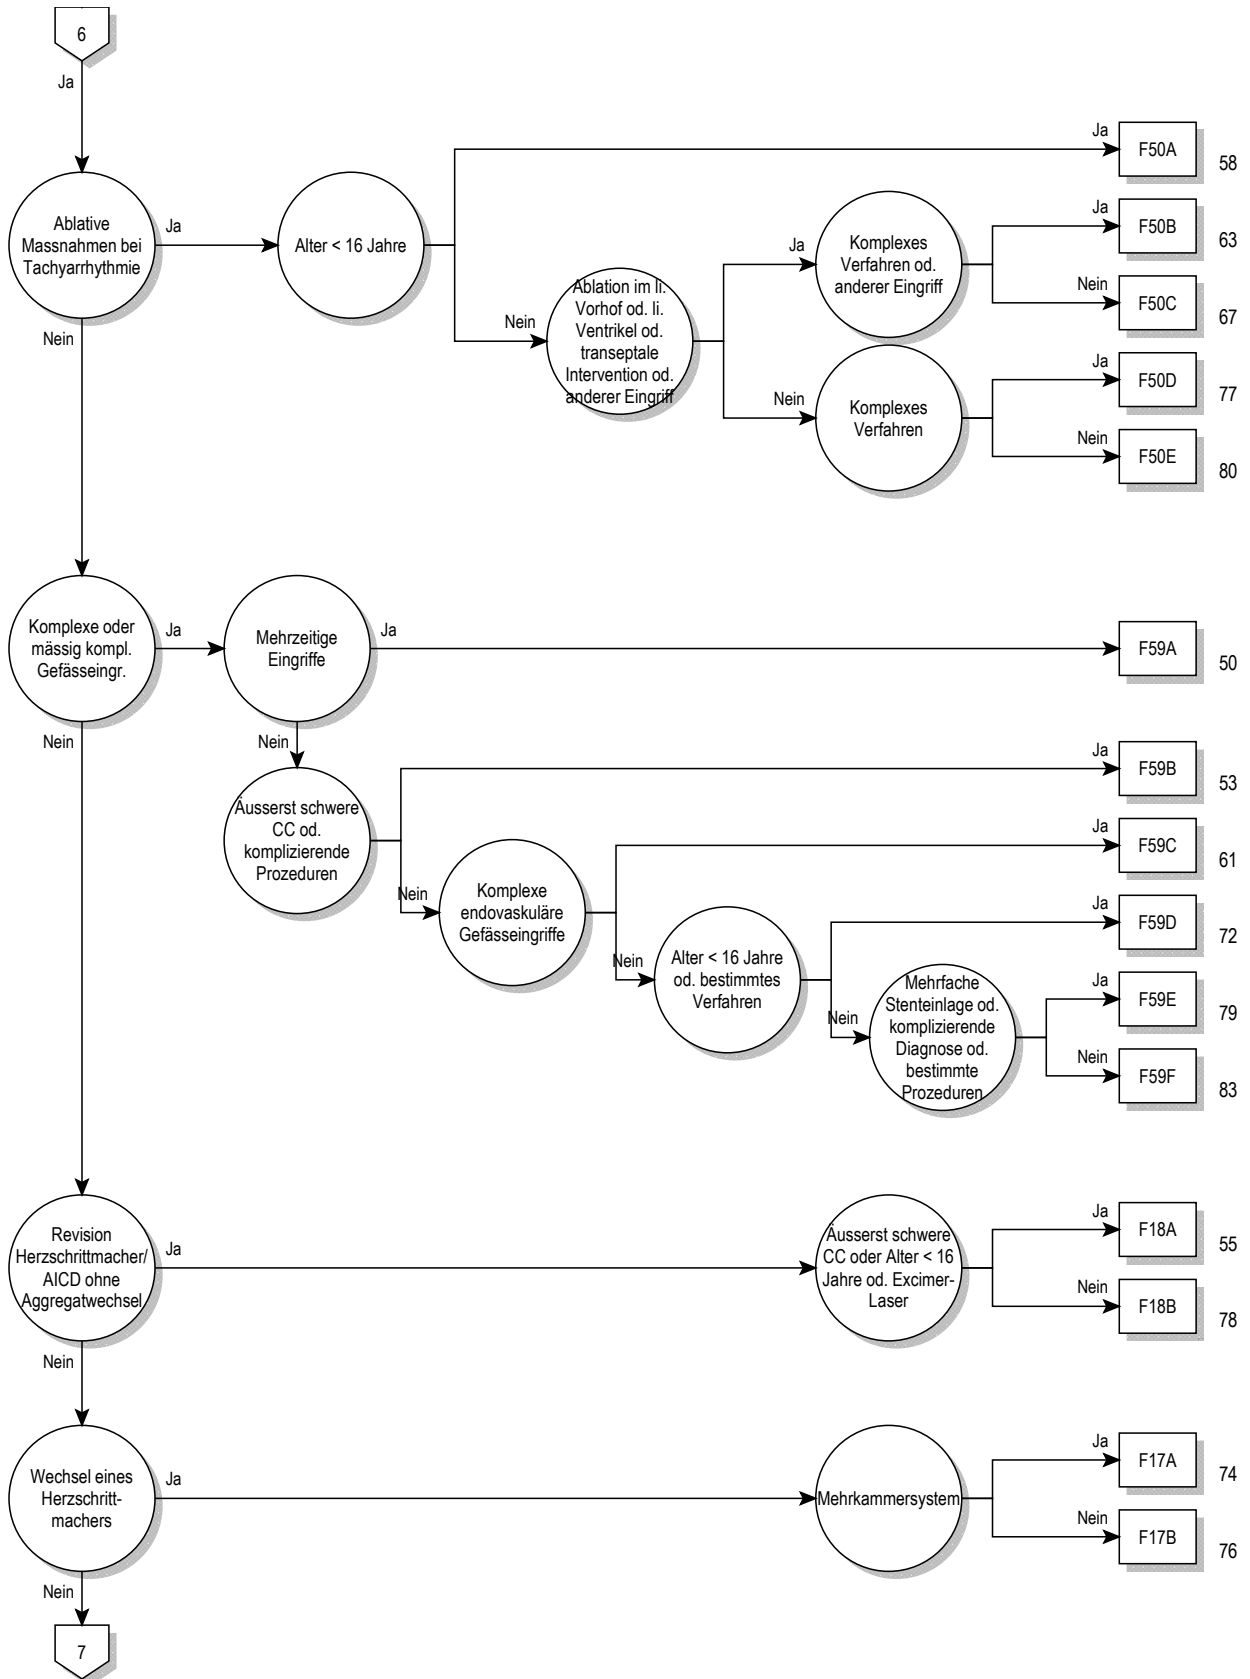 6
Ja
Ablative
Massnahmen bei
Tachyarrhythmie
Ja
Alter < 16 Jahre
Ja
F50A
58
Nein
Ablation im li.
Vorhof od. li.
Ventrikel od.
transeptale
Intervention od.
anderer Eingriff
Ja
Komplexes
Verfahren od.
anderer Eingriff
Ja
F50B
63
Nein
F50C
67
Nein
Komplexes
Verfahren
Ja
F50D
77
Nein
F50E
80
Nein
Komplexe oder
mässig kompl.
Gefässeingr.
Ja
Mehrzeitige
Eingriffe
Ja
F59A
50
Nein
Äusserst schwere
CC od.
komplizierende
Prozeduren
Ja
F59B
53
Nein
Komplexe
endovaskuläre
Gefässeingriffe
Ja
F59C
61
Nein
Alter < 16 Jahre
od. bestimmtes
Verfahren
Ja
F59D
72
Nein
Mehrfache
Stenteinlage od.
komplizierende
Diagnose od.
bestimmte
Prozeduren
Ja
F59E
79
Nein
F59F
83
Nein
Revision
Herzschrittmacher/
AICD ohne
Aggregatwechsel
Ja
Äusserst schwere
CC oder Alter < 16
Jahre od. Excimer-
Laser
Ja
F18A
55
Nein
F18B
78
Nein
Wechsel eines
Herzschritt-
machers
Ja
Mehrkammersystem
Ja
F17A
74
Nein
F17B
76
Nein
7